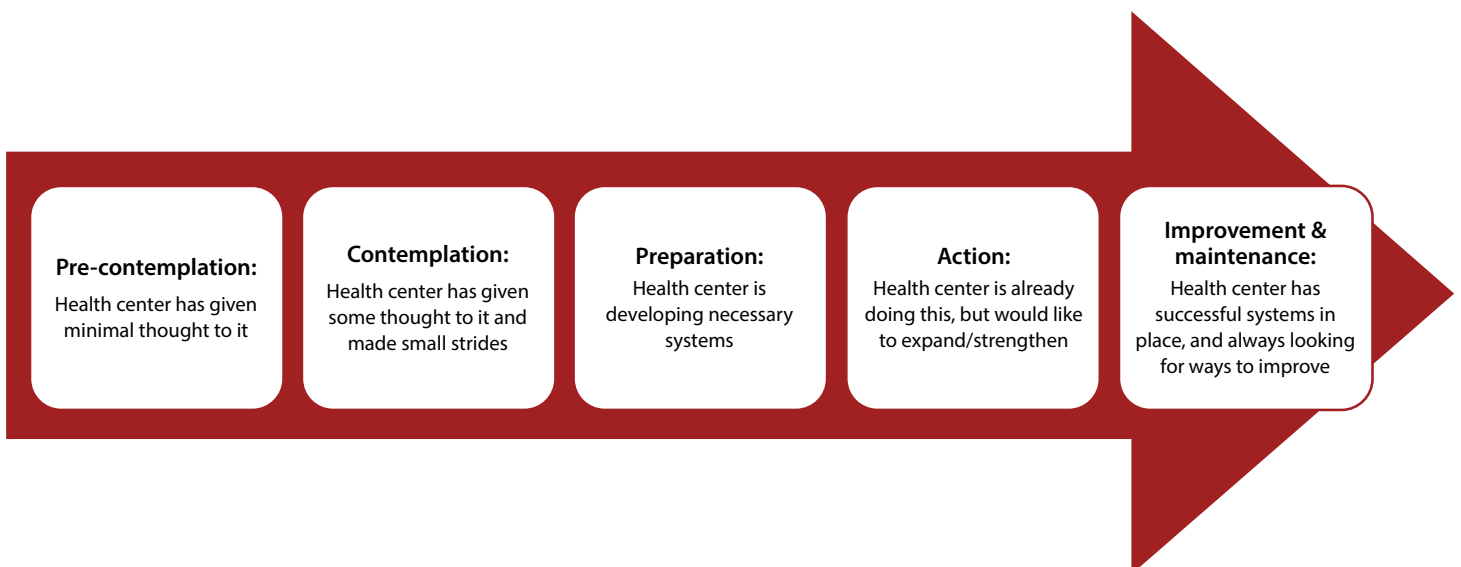 Pre-contemplation:
Health center has given
minimal thought to it
Contemplation:
Health center has given
some thought to it and
made small strides
Preparation:
Health center is
developing necessary
systems
Action:
Health center is already
doing this, but would like
to expand/strengthen
Improvement &
maintenance:
Health center has
successful systems in
place, and always looking
for ways to improve